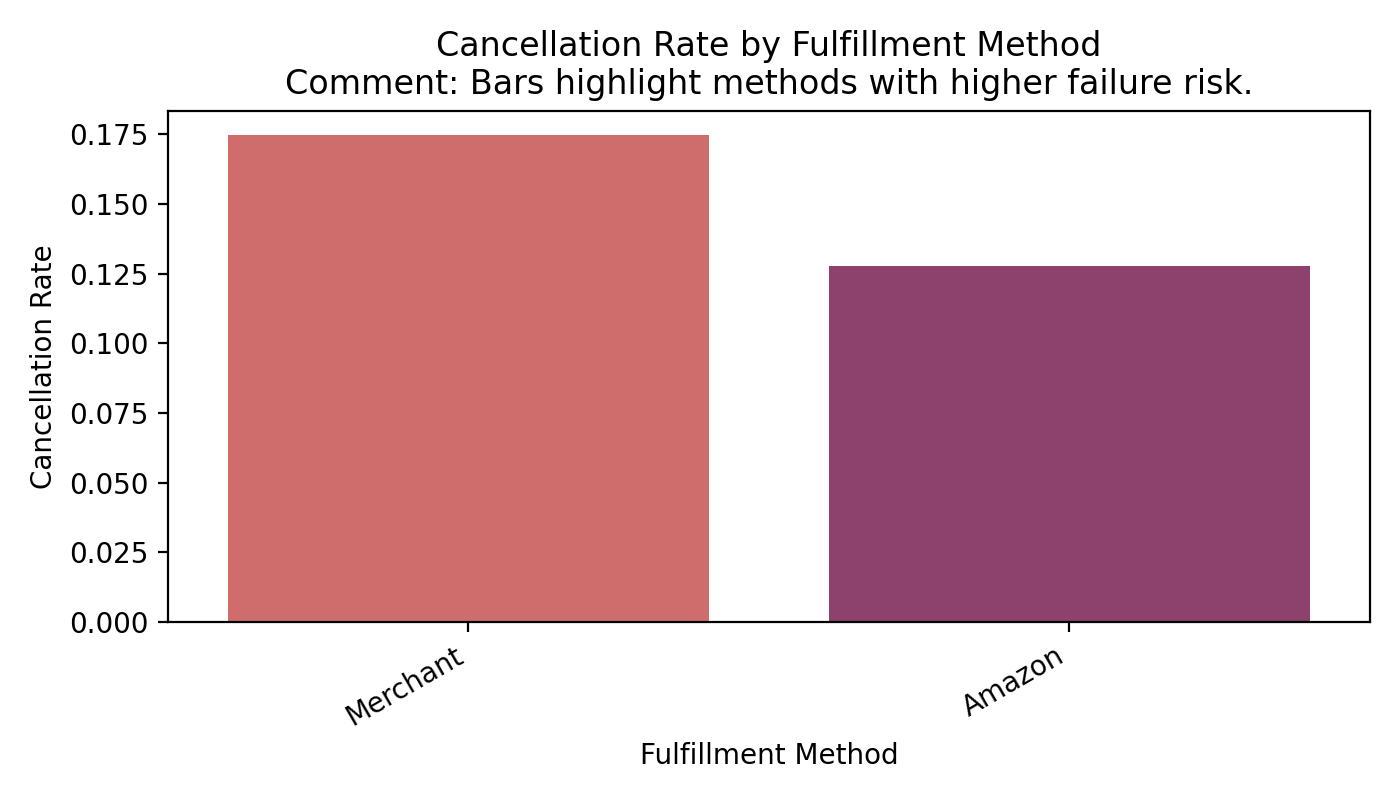 Cancellation Rate by Fulfillment Method
Comment: Bars highlight methods with higher failure risk.
Cancellation Rate
0.175
0.150
0.125
0.100
0.075
0.050
0.025
0.000
Merchant
Amazon
Fulfillment Method